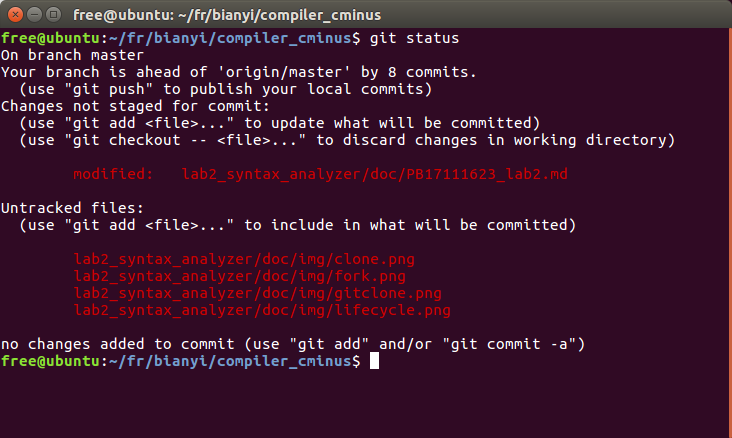 free@ubuntu: ~/fr/bianyi/compiler_cminus
free@ubuntu:~/fr/bianyi/compiler_cminus$ git status
On branch master
Your branch is ahead of 'origin/master' by 8 commits.
  (use "git push" to publish your local commits)
Changes not staged for commit:
  (use "git add <file>..." to update what will be committed)
  (use "git checkout -- <file>..." to discard changes in working directory)
        modified:   lab2_syntax_analyzer/doc/PB17111623_lab2.md
Untracked files:
  (use "git add <file>..." to include in what will be committed)
        lab2_syntax_analyzer/doc/img/clone.png
        lab2_syntax_analyzer/doc/img/fork.png
        lab2_syntax_analyzer/doc/img/gitclone.png
        lab2_syntax_analyzer/doc/img/lifecycle.png
no changes added to commit (use "git add" and/or "git commit -a")
free@ubuntu:~/fr/bianyi/compiler_cminus$